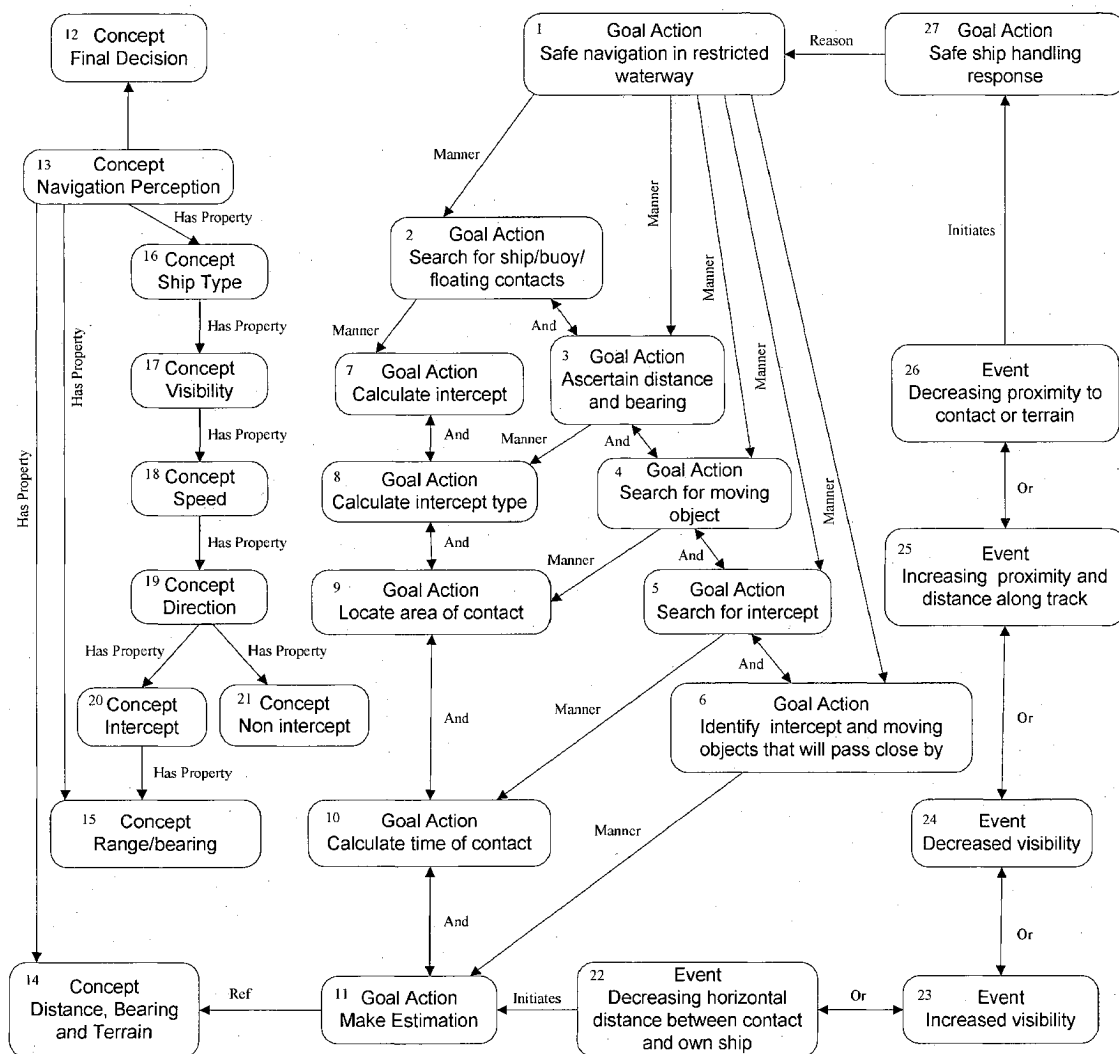 12
Concept
Final Decision
1
Goal Action
Safe navigation in restricted
waterway
Reason
27
Goal Action
Safe ship handling
response
13
Concept
Navigation Perception
Manner
Manner
Manner
Manner
Manner
Has Property
Has Property
Has Property
16
Concept
Ship Type
2
Goal Action
Search for ship/buoy/
floating contacts
Initiates
Has Property
Manner
And
17
Concept
Visibility
7
Goal Action
Calculate intercept
3
Goal Action
Ascertain distance
and bearing
26
Event
Decreasing proximity to
contact or terrain
Has Property
And
Manner
And
18
Concept
Speed
8
Goal Action
Calculate intercept type
4
Goal Action
Search for moving
object
Or
Has Property
And
Manner
And
25
Event
Increasing proximity and
distance along track
19
Concept
Direction
9
Goal Action
Locate area of contact
5
Goal Action
Search for intercept
Has Property
Has Property
And
20
Concept
Intercept
21
Concept
Non intercept
And
Manner
6
Goal Action
Identify intercept and moving
objects that will pass close by
Or
Has Property
15
Concept
Range/bearing
10
Goal Action
Calculate time of contact
Manner
24
Event
Decreased visibility
And
Or
14
Concept
Distance, Bearing
and Terrain
Ref
11
Goal Action
Make Estimation
Initiates
22
Event
Decreasing horizontal
distance between contact
and own ship
Or
23
Event
Increased visibility